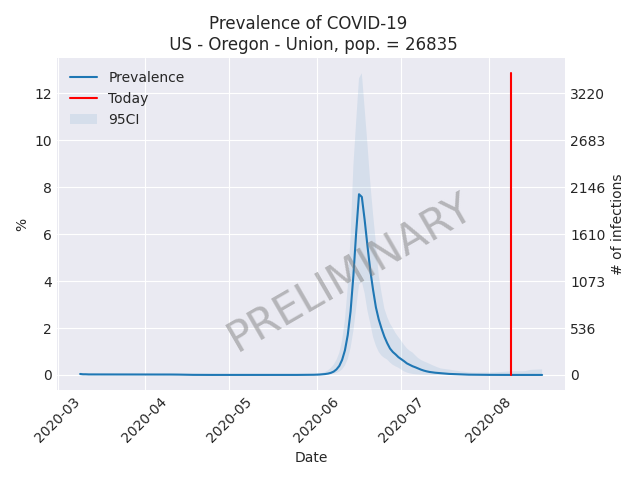 Prevalence of COVID-19
US - Oregon - Union, pop. = 26835
Prevalence
Today
95CI
12
10
8
6
4
2
0
%
3220
2683
2146
1610
1073
536
0
# of infections
PRELIMINARY
2020-03
2020-04
2020-05
2020-06
2020-07
2020-08
Date